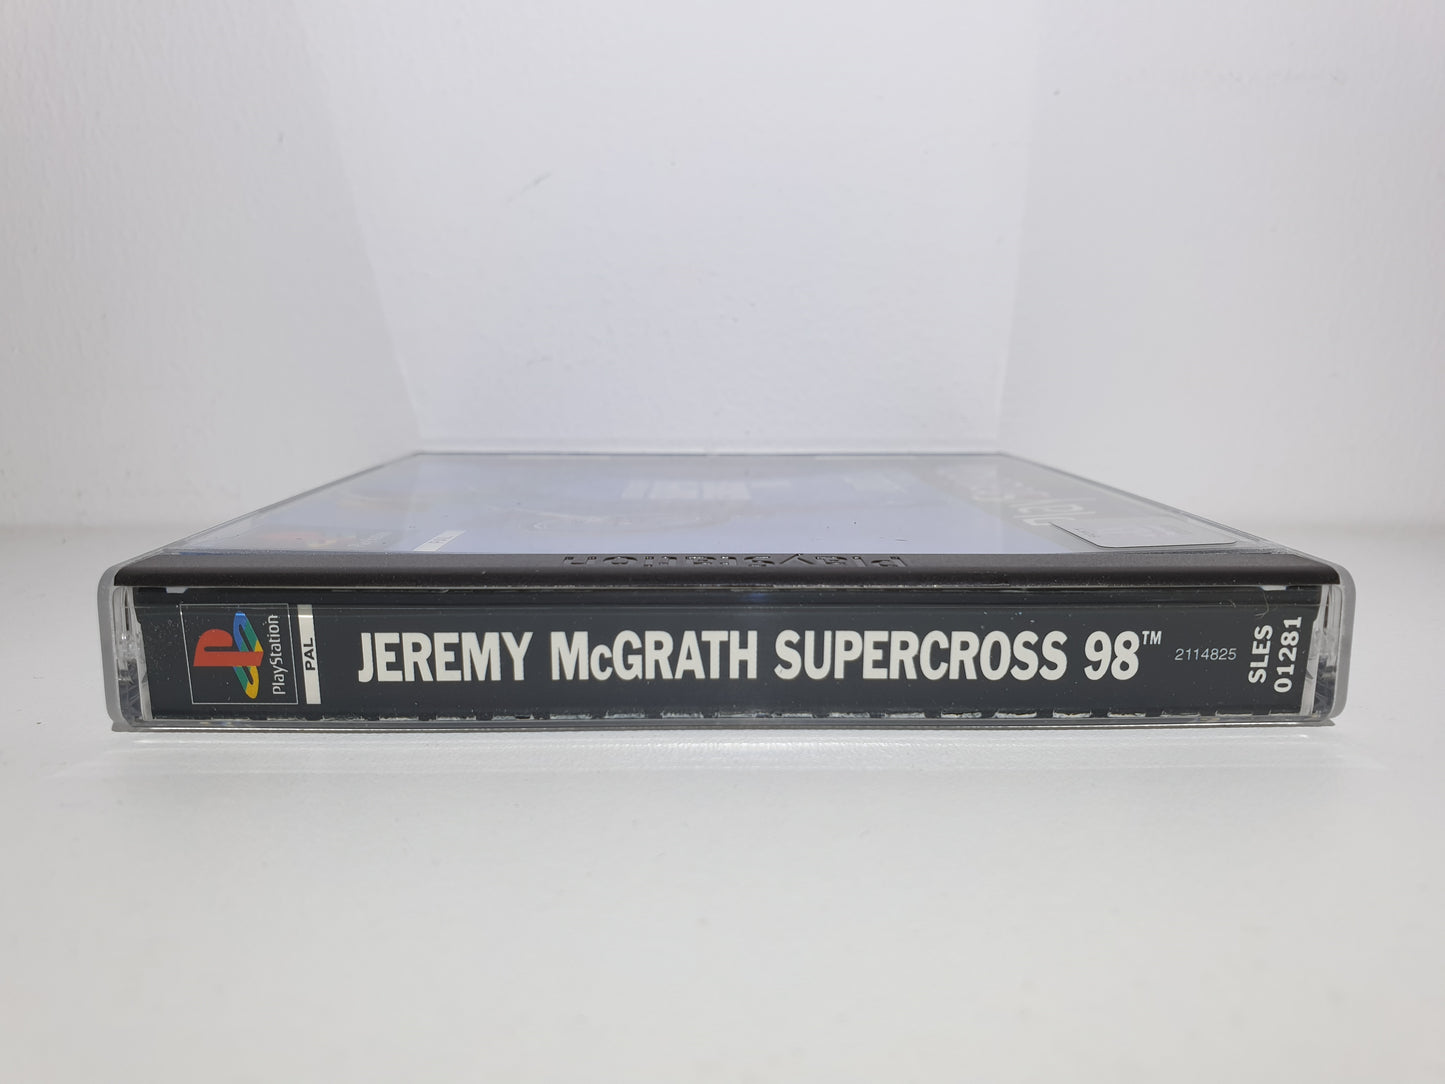 PlayStation
PlayStation
PAL
JEREMY McGRATH SUPERCROSS 98™
2114825
SLES
01281